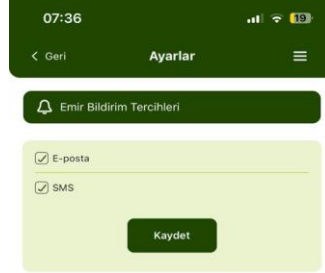 07:36
19
Geri
Ayarlar
Emir Bildirim Tercihleri
E-posta
SMS
Kaydet